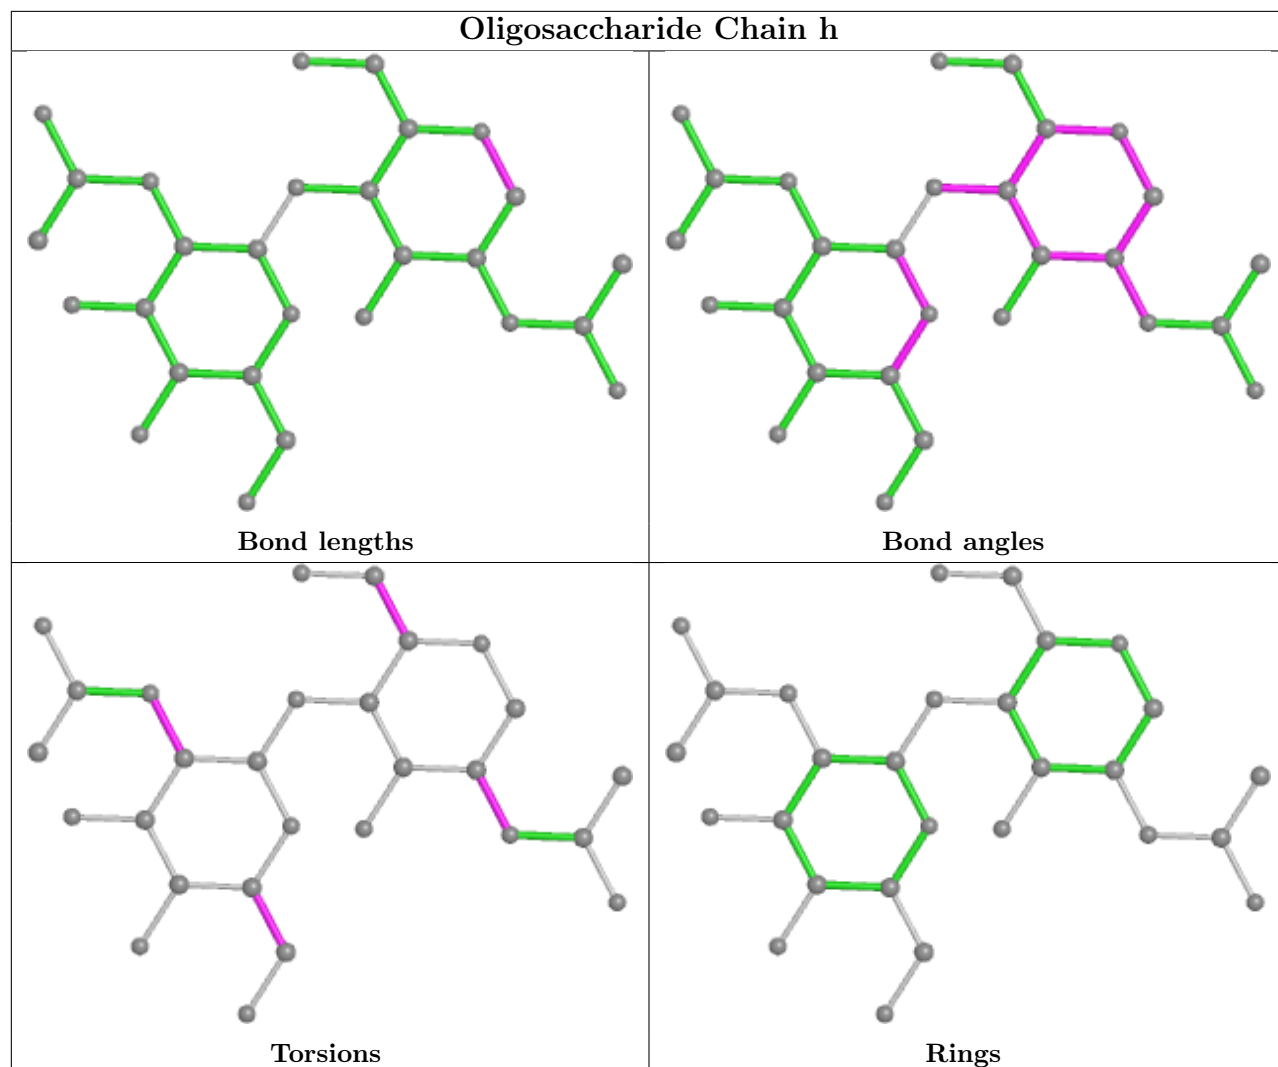 Oligosaccharide Chain h
Bond lengths
Bond angles
Torsions
Rings